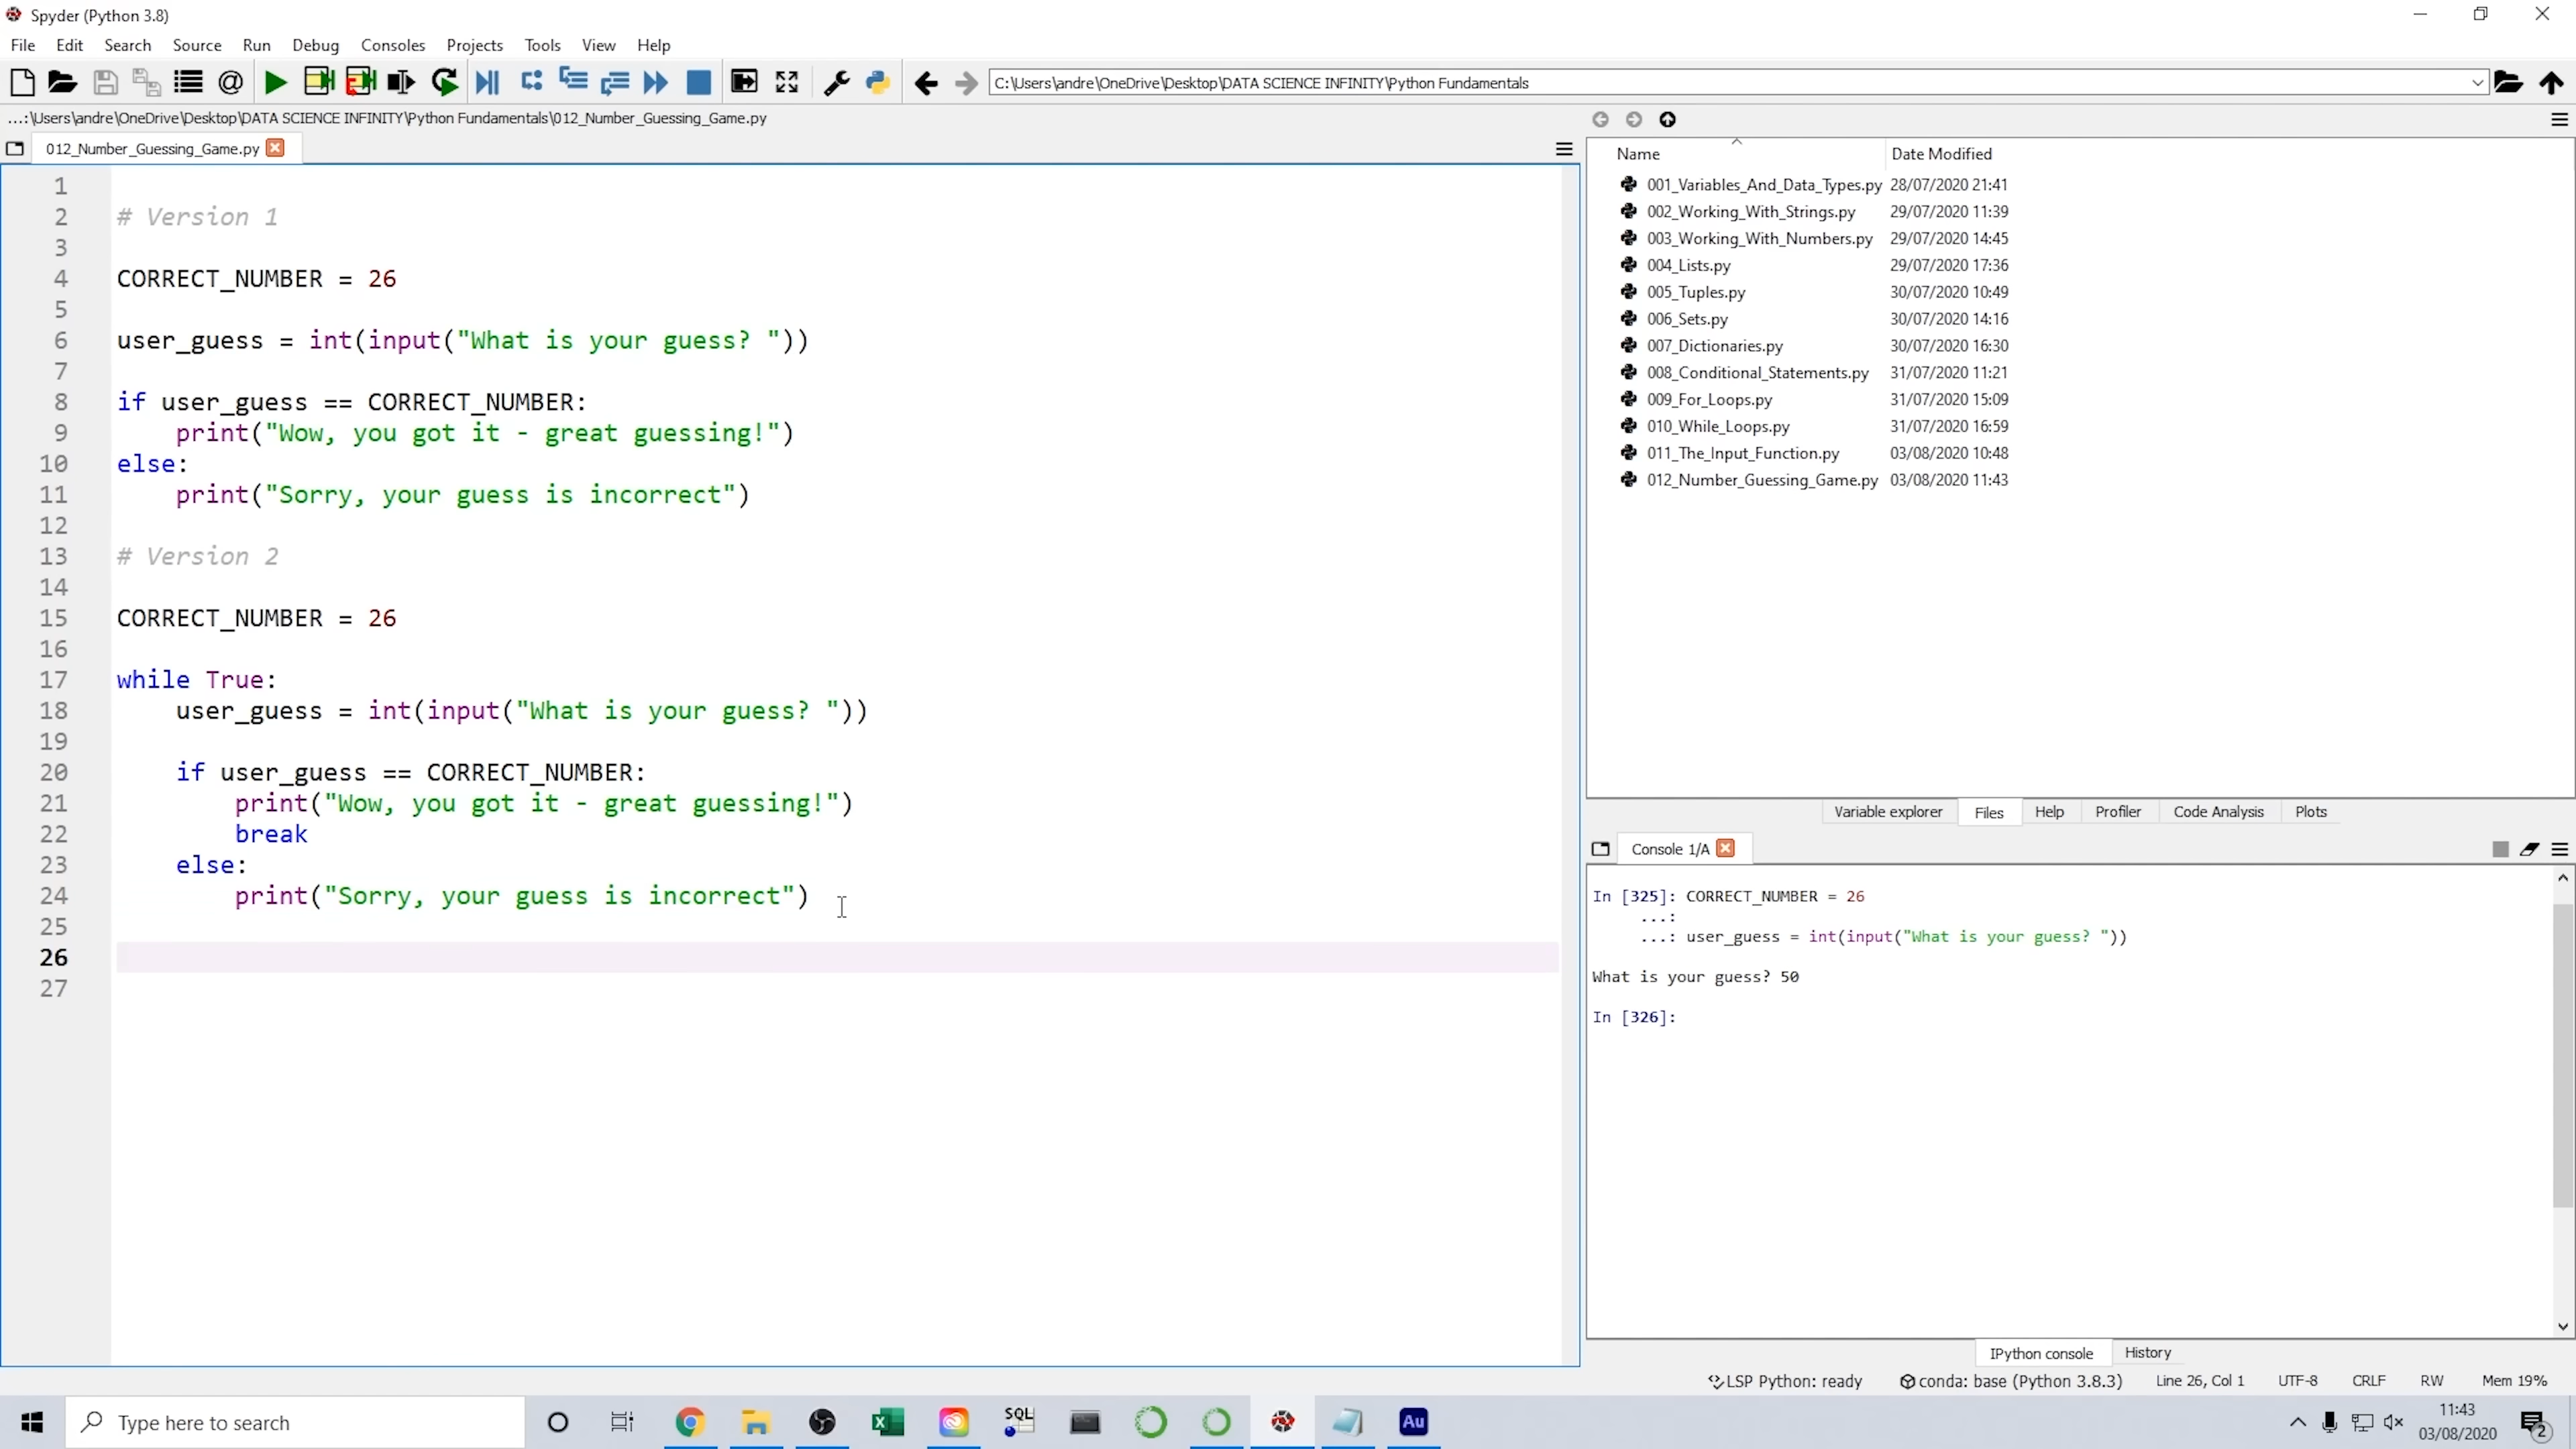 Spyder (Python 3.8)
File Edit Search Source Run Debug Consoles Projects Tools View Help
C:\Users\andre\OneDrive\Desktop\DATA SCIENCE INFINITY\Python Fundamentals
...:\Users\andre\OneDrive\Desktop\DATA SCIENCE INFINITY\Python Fundamentals\012_Number_Guessing_Game.py
012_Number_Guessing_Game.py
1
2 # Version 1
3
4 CORRECT_NUMBER = 26
5
6 user_guess = int(input("What is your guess? "))
7
8 if user_guess == CORRECT_NUMBER:
9 print("Wow, you got it - great guessing!")
10 else:
11 print("Sorry, your guess is incorrect")
12
13 # Version 2
14
15 CORRECT_NUMBER = 26
16
17 while True:
18 user_guess = int(input("What is your guess? "))
19
20 if user_guess == CORRECT_NUMBER:
21 print("Wow, you got it - great guessing!")
22 break
23 else:
24 print("Sorry, your guess is incorrect")
25
26
27
Name Date Modified
001_Variables_And_Data_Types.py 28/07/2020 21:41
002_Working_With_Strings.py 29/07/2020 11:39
003_Working_With_Numbers.py 29/07/2020 14:45
004_Lists.py 29/07/2020 17:36
005_Tuples.py 30/07/2020 10:49
006_Sets.py 30/07/2020 14:16
007_Dictionaries.py 30/07/2020 16:30
008_Conditional_Statements.py 31/07/2020 11:21
009_For_Loops.py 31/07/2020 15:09
010_While_Loops.py 31/07/2020 16:59
011_The_Input_Function.py 03/08/2020 10:48
012_Number_Guessing_Game.py 03/08/2020 11:43
Variable explorer Files Help Profiler Code Analysis Plots
Console 1/A
In [325]: CORRECT_NUMBER = 26
...:
...: user_guess = int(input("What is your guess? "))
What is your guess? 50
In [326]:
IPython console History
LSP Python: ready conda: base (Python 3.8.3) Line 26, Col 1 UTF-8 CRLF RW Mem 19%
Type here to search
SQL
Au
11:43
03/08/2020
2